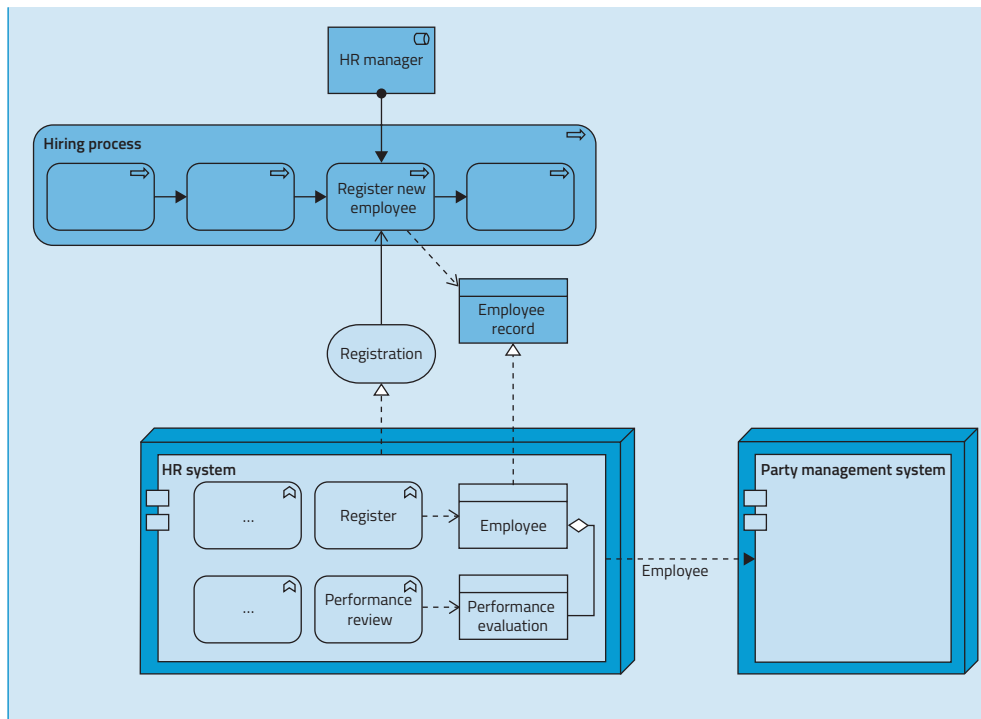 HR manager
Hiring process
Register new
employee
Employee
record
Registration
HR system
Party management system
...
Register
Employee
Employee
...
Performance
review
Performance
evaluation